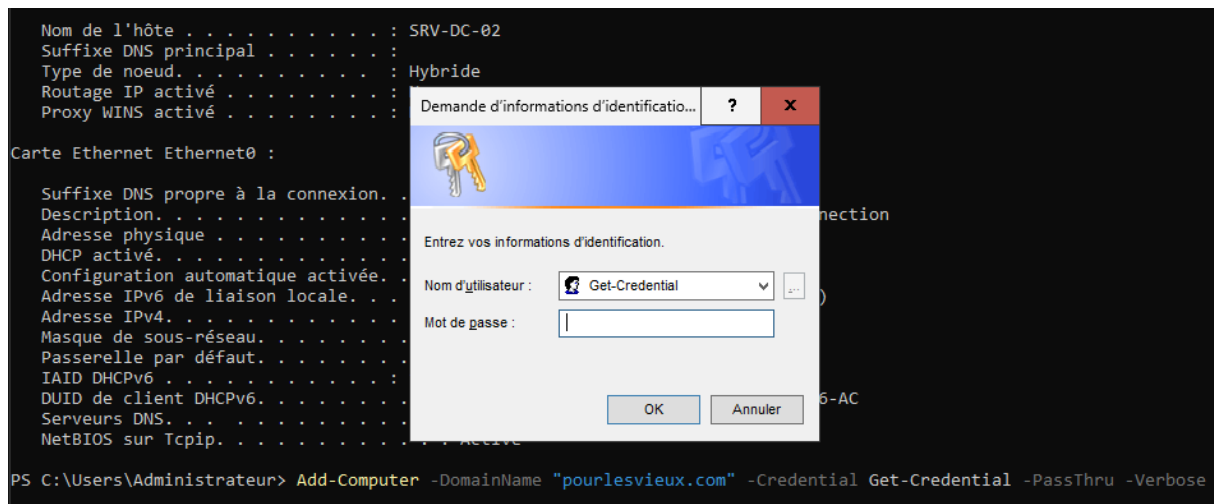 Nom de l'hôte . . . . . . . . . . : SRV-DC-02
Suffixe DNS principal . . . . . . :
Type de noeud. . . . . . . . . . : Hybride
Routage IP activé . . . . . . . . :
Proxy WINS activé . . . . . . . . :
Demande d'informations d'identificatio... ? x
Carte Ethernet Ethernet0 :
Suffixe DNS propre à la connexion. .
Description. . . . . . . . . . . . . nection
Adresse physique . . . . . . . . . .
Entrez vos informations d'identification.
DHCP activé. . . . . . . . . . . . .
Configuration automatique activée. .
Nom d'utilisateur : Get-Credential ...
Adresse IPv6 de liaison locale. . . )
Adresse IPv4. . . . . . . . . . . .
Mot de passe :
Masque de sous-réseau. . . . . . . .
Passerelle par défaut. . . . . . . .
IAID DHCPv6 . . . . . . . . . . . :
DUID de client DHCPv6. . . . . . . . 6-AC
OK Annuler
Serveurs DNS. . . . . . . . . . . .
NetBIOS sur Tcpip. . . . . . . . . . . . : Activé
PS C:\Users\Administrateur> Add-Computer -DomainName "pourlesvieux.com" -Credential Get-Credential -PassThru -Verbose